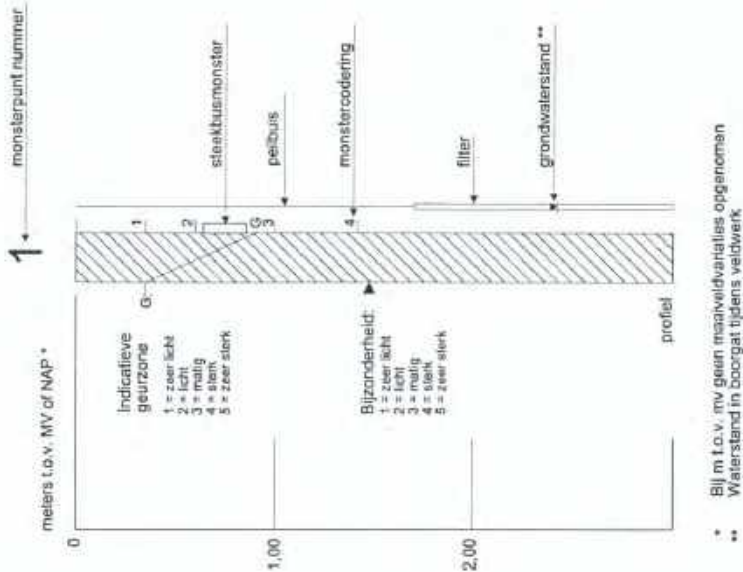 monsterpunt nummer
1
meters t.o.v. MV of NAP *
0
1,00
2,00
Indicatieve
geurzone
1 = zeer licht
2 = licht
3 = matig
4 = sterk
5 = zeer sterk
G
1
2
G
3
4
steekbusmonster
peilbuis
monstercodering
Bijzonderheid:
1 = zeer licht
2 = licht
3 = matig
4 = sterk
5 = zeer sterk
filter
grondwaterstand **
profiel
* Bij m t.o.v. mv geen maaiveldvariaties opgenomen
** Waterstand in boorgat tijdens veldwerk